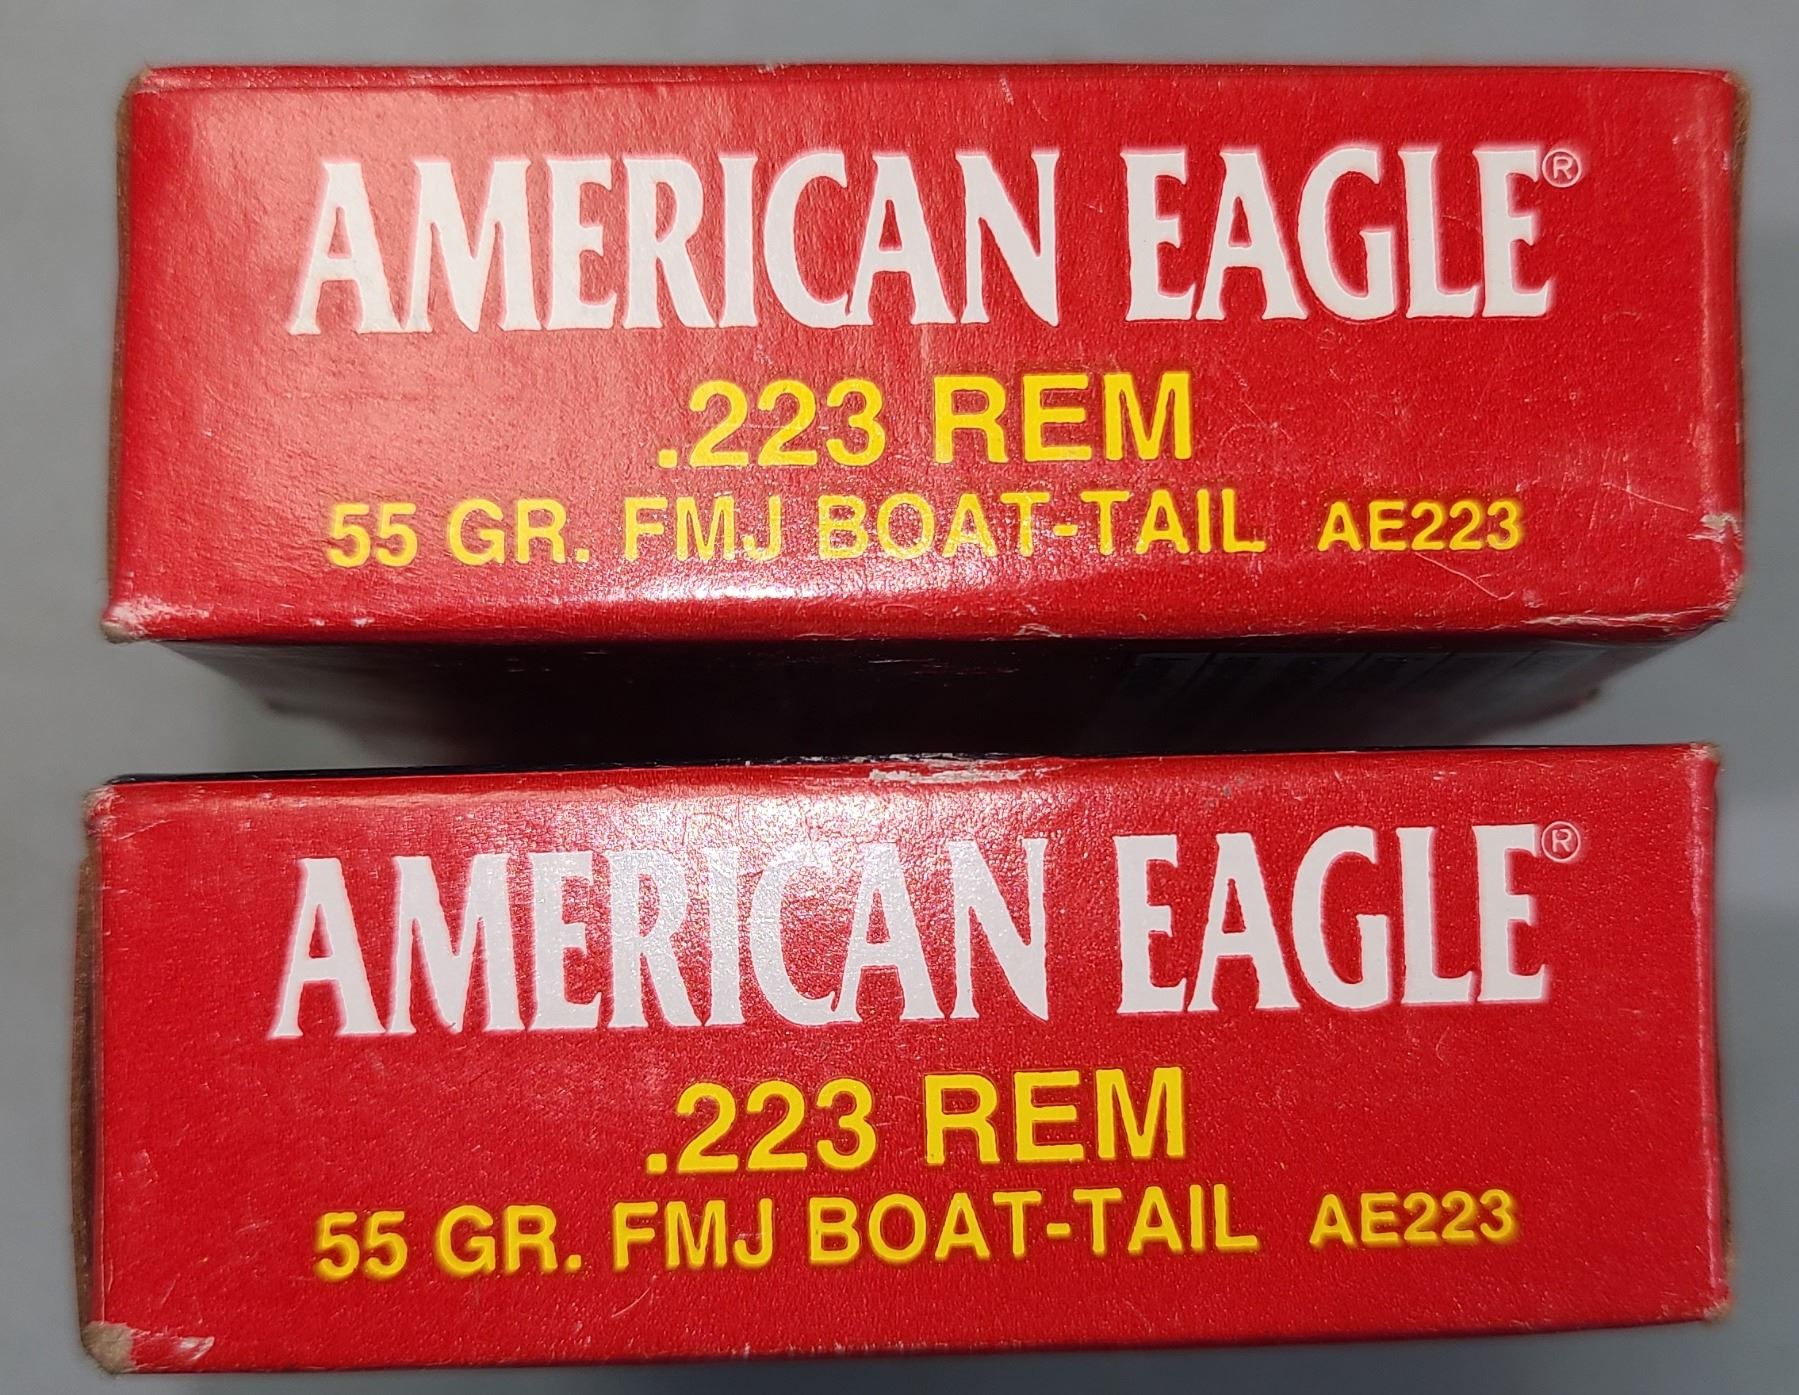 AMERICAN EAGLE®
.223 REM
55 GR. FMJ BOAT-TAIL AE223
AMERICAN EAGLE®
.223 REM
55 GR. FMJ BOAT-TAIL AE223